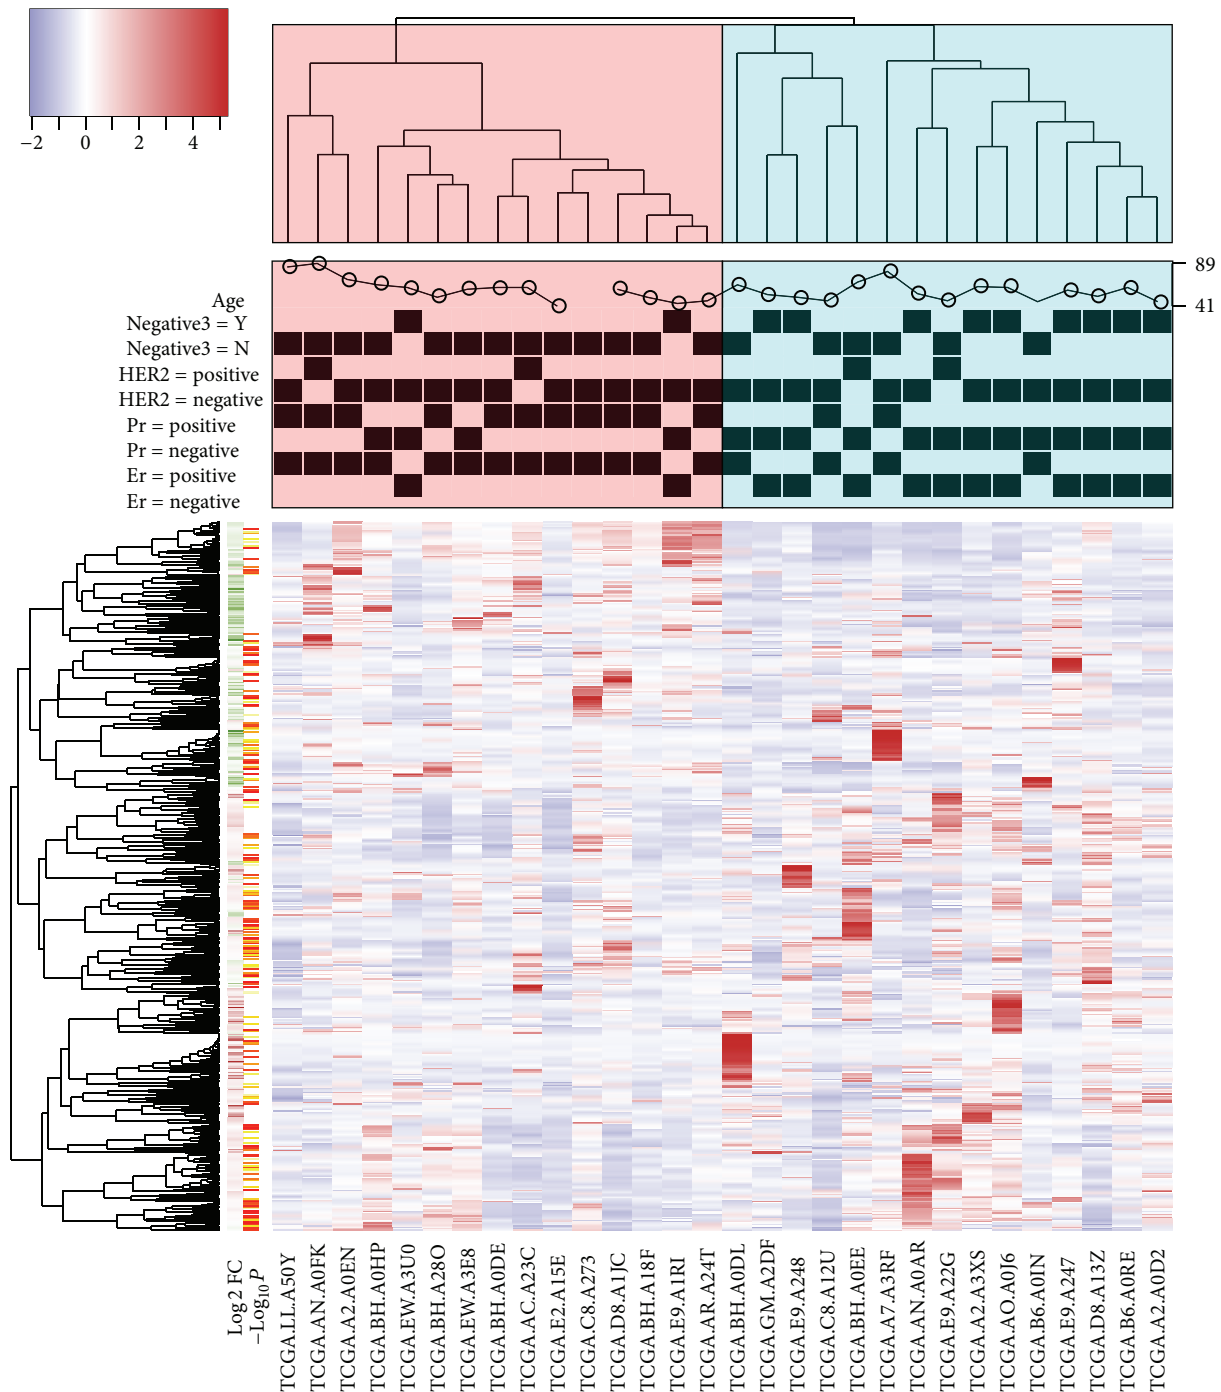 −2 0 2 4
89
41
Age
Negative3 = Y
Negative3 = N
HER2 = positive
HER2 = negative
Pr = positive
Pr = negative
Er = positive
Er = negative
Log2 FC
−Log10 P
TCGA.LL.A50Y
TCGA.AN.A0FK
TCGA.A2.A0EN
TCGA.BH.A0HP
TCGA.EW.A3U0
TCGA.BH.A28O
TCGA.EW.A3E8
TCGA.BH.A0DE
TCGA.AC.A23C
TCGA.E2.A15E
TCGA.C8.A273
TCGA.D8.A1JC
TCGA.BH.A18F
TCGA.E9.A1RI
TCGA.AR.A24T
TCGA.BH.A0DL
TCGA.GM.A2DF
TCGA.E9.A248
TCGA.C8.A12U
TCGA.BH.A0EE
TCGA.A7.A3RF
TCGA.AN.A0AR
TCGA.E9.A22G
TCGA.A2.A3XS
TCGA.AO.A0J6
TCGA.B6.A0IN
TCGA.E9.A247
TCGA.D8.A13Z
TCGA.B6.A0RE
TCGA.A2.A0D2